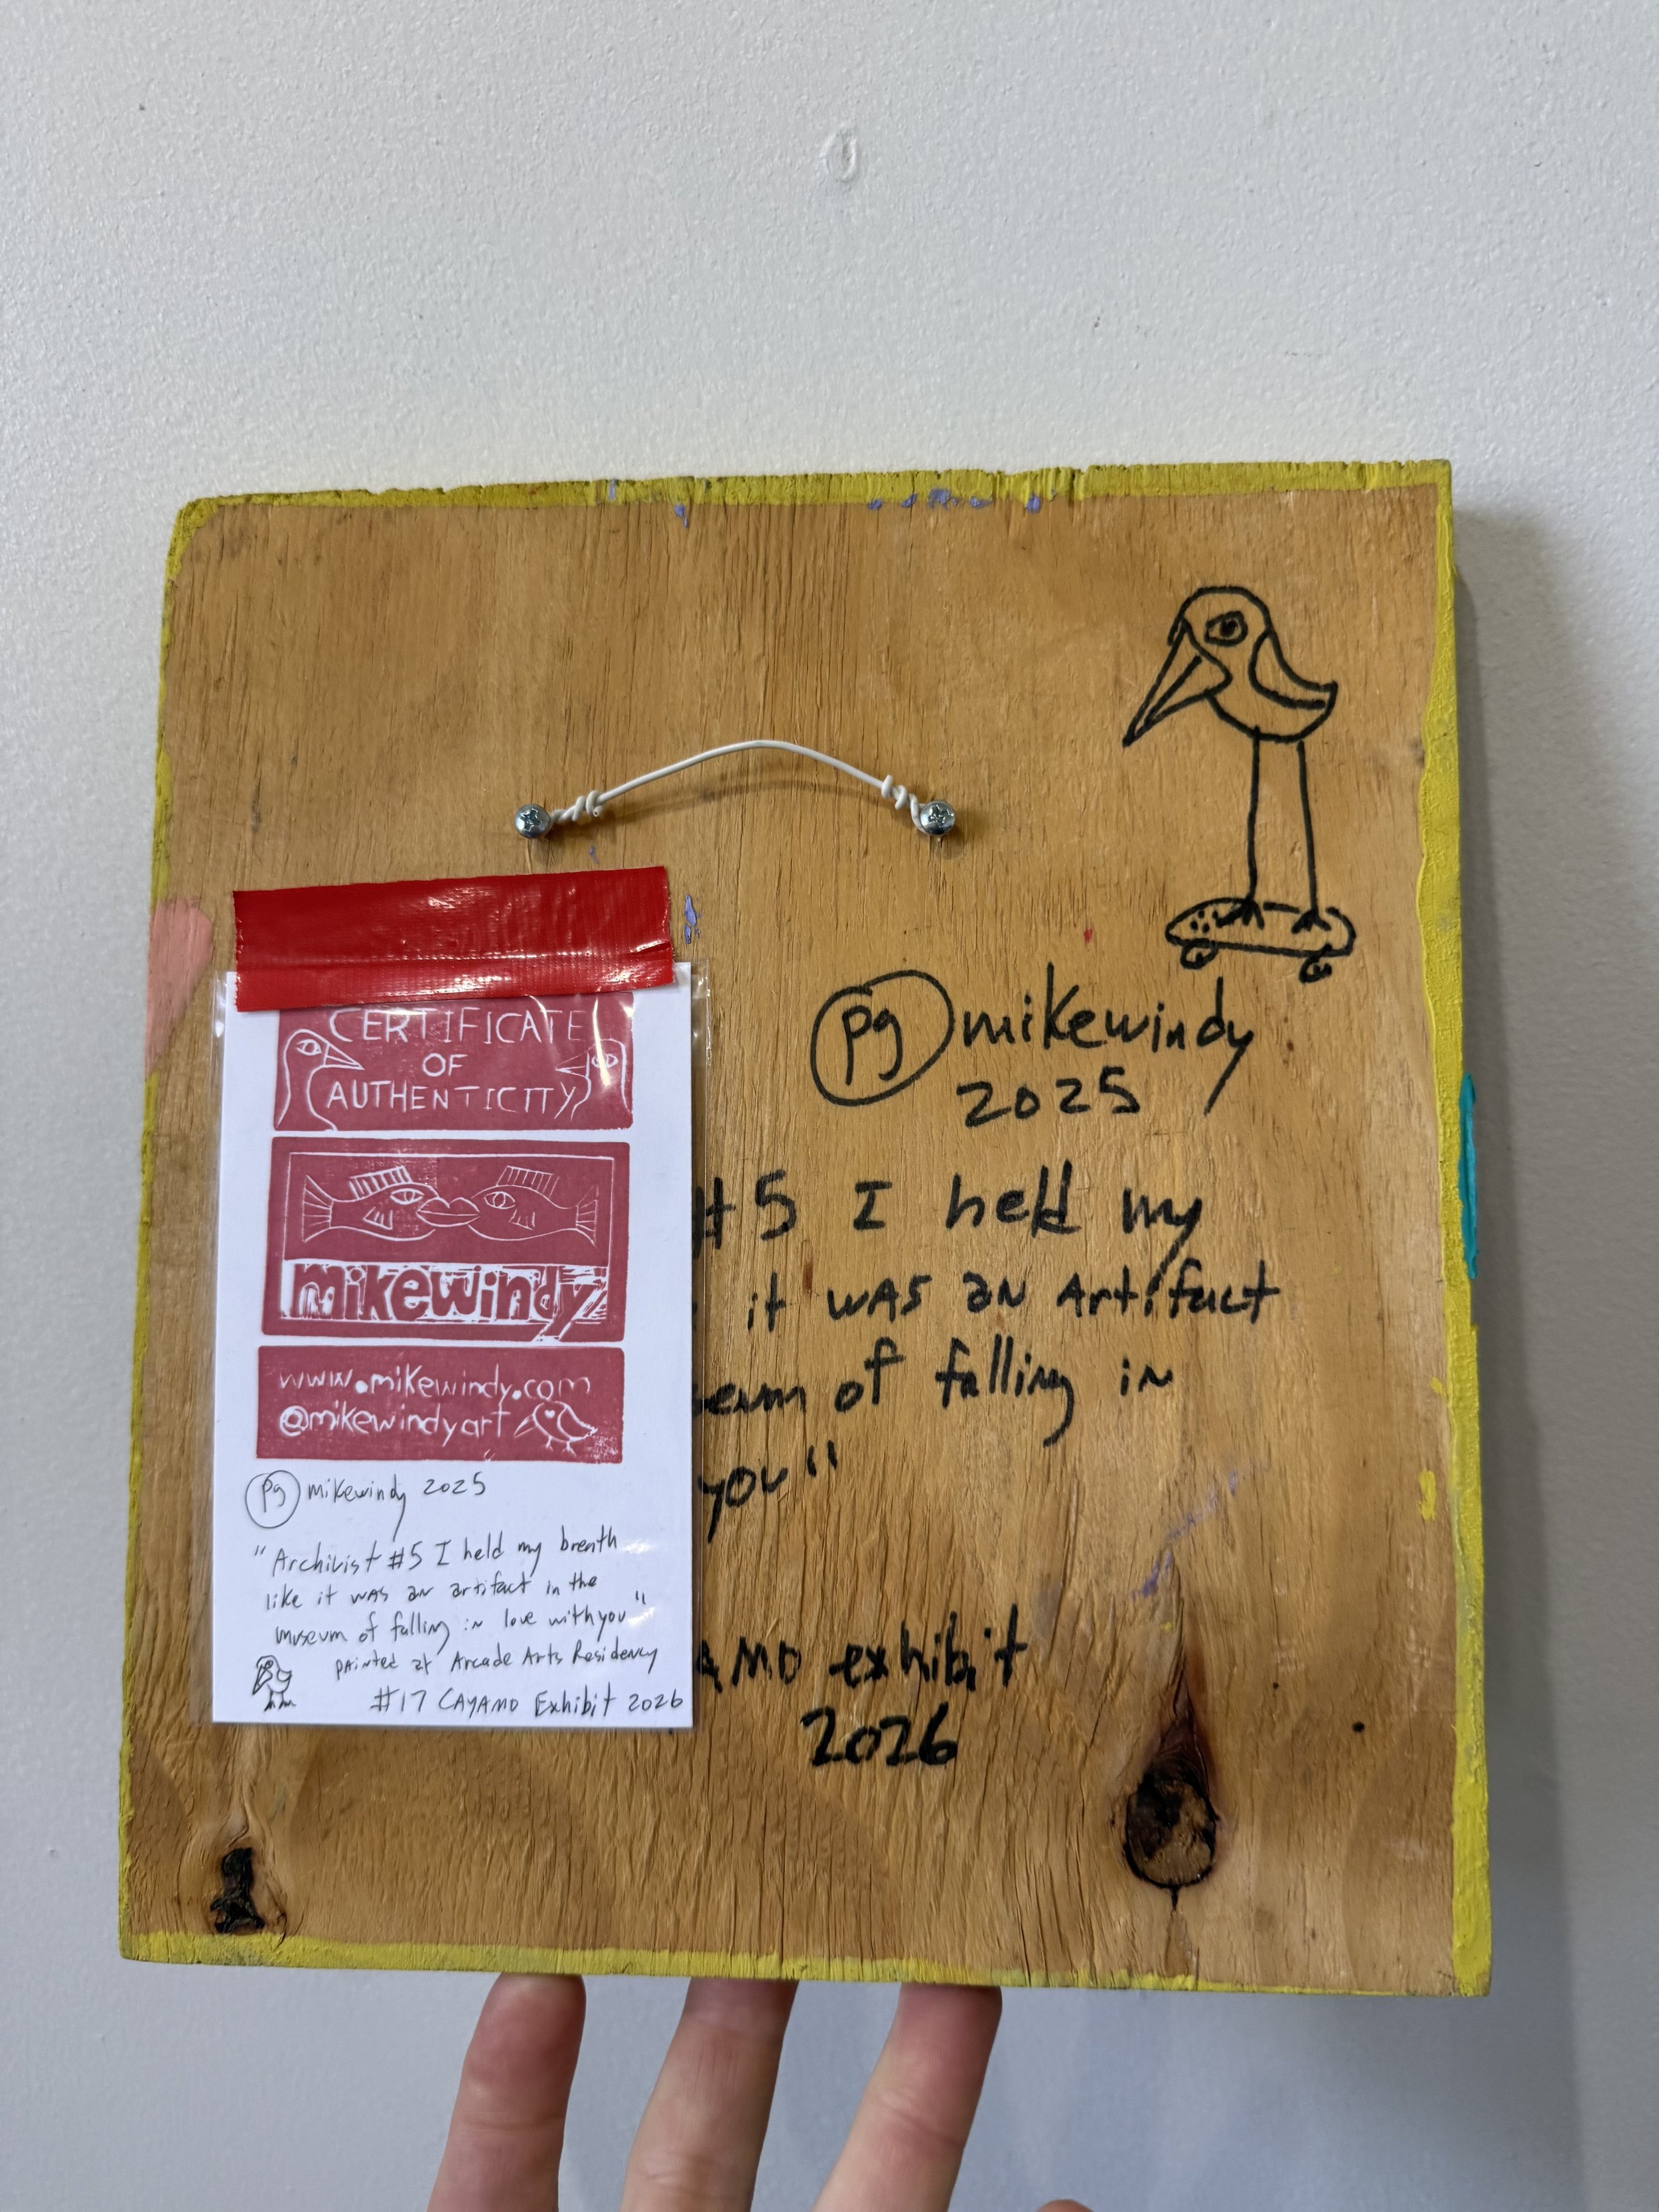 CERTIFICATE
OF
AUTHENTICITY
mikewindy
www.mikewindy.com
@mikewindyart
pg mikewindy 2025
"Archivist #5 I held my breath
like it was an artifact in the
museum of falling in love with you"
painted at Arcade Arts Residency
#17 CAYAMO Exhibit 2026
pg mikewindy
2025
#5 I held my
it was an Artifact
of falling in
you"
exhibit
2026